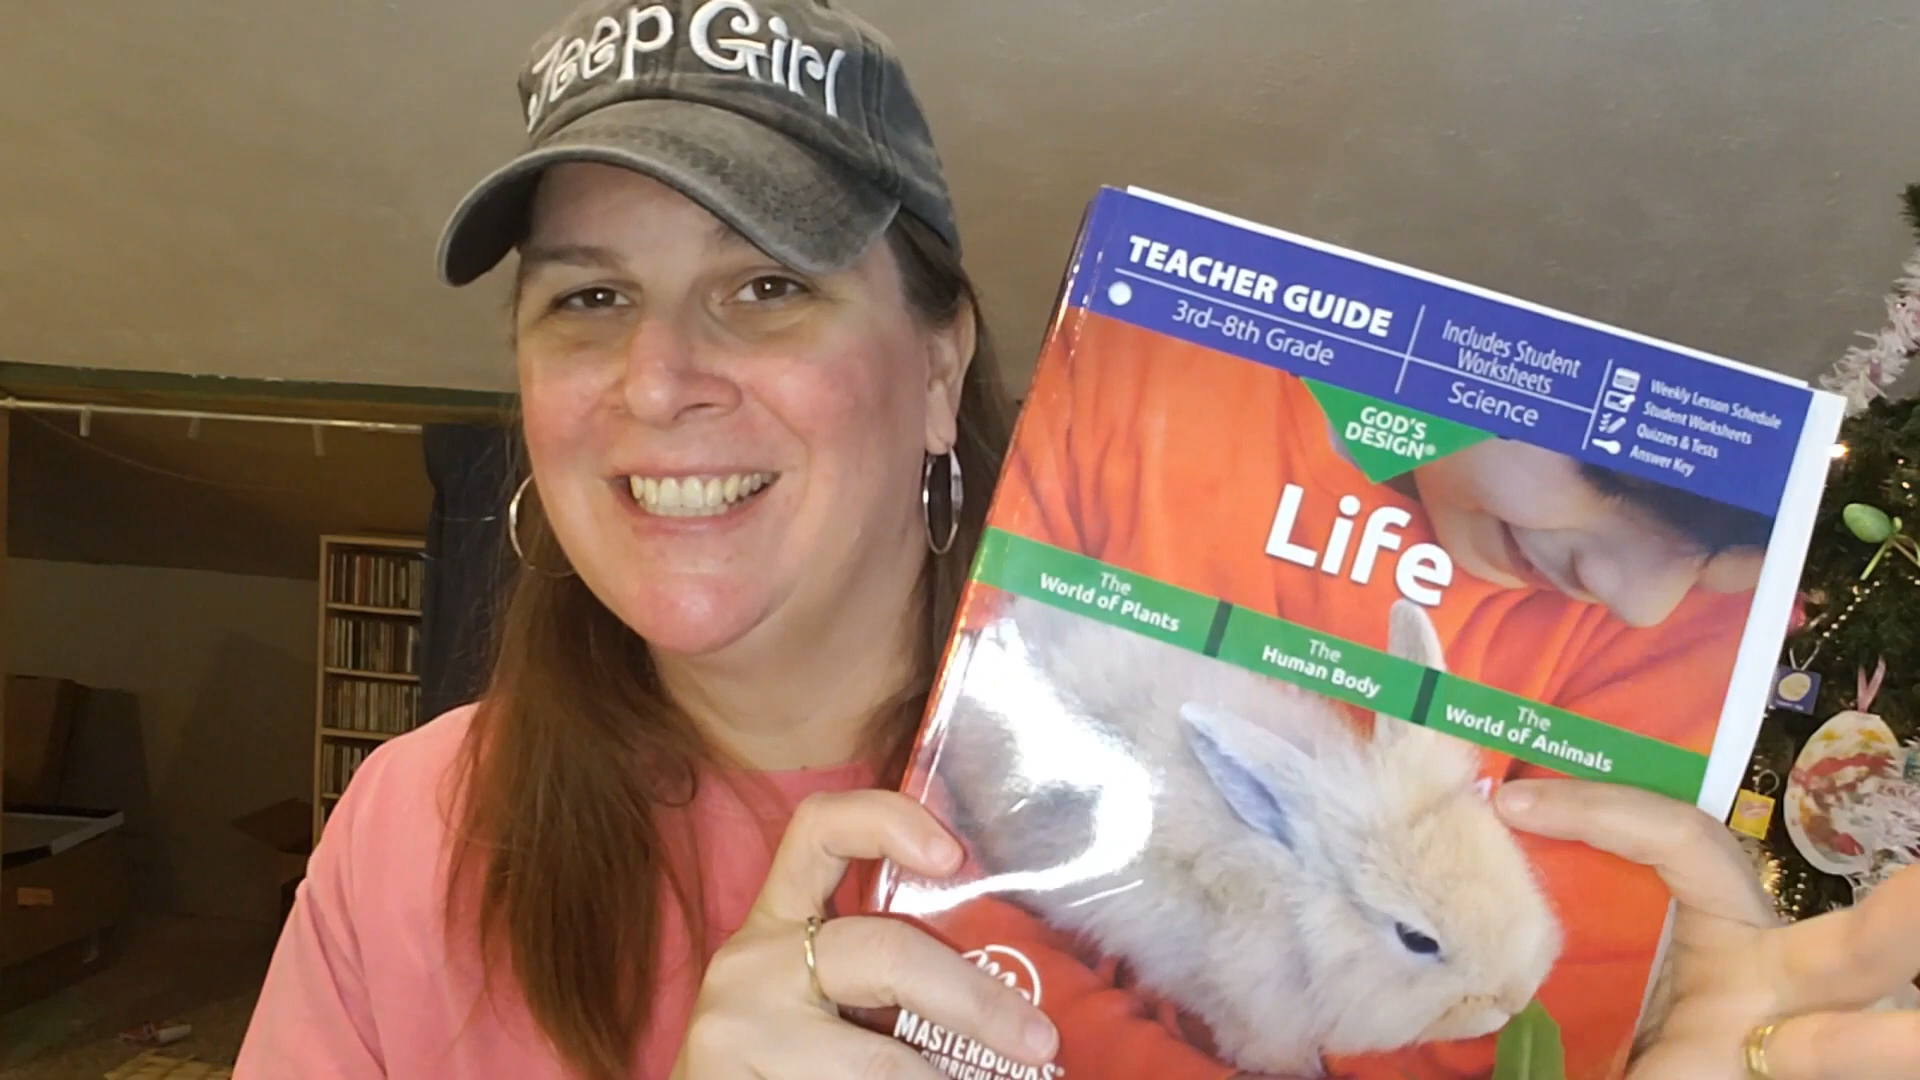 Jeep Girl
TEACHER GUIDE
3rd–8th Grade
Includes Student
Worksheets
Science
Weekly Lesson Schedule
Student Worksheets
Quizzes & Tests
Answer Key
GOD'S
DESIGN®
Life
The
World of Plants
The
Human Body
The
World of Animals
MASTERBOOKS®